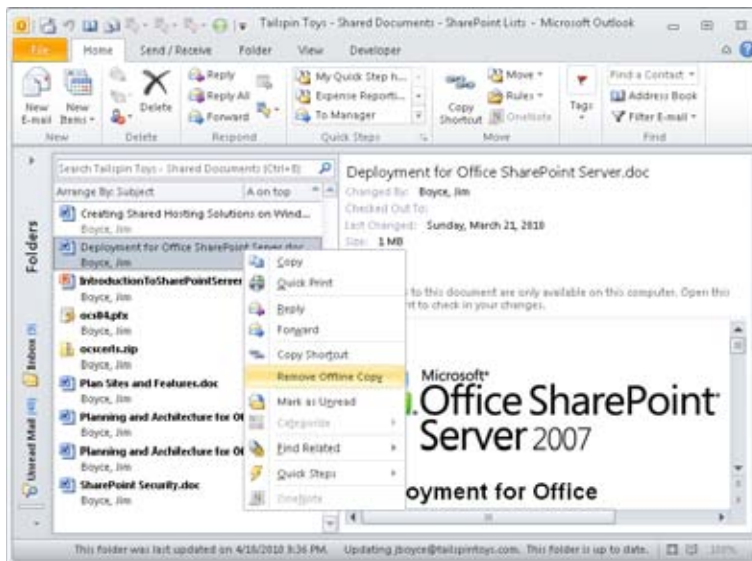 Tailspin Toys - Shared Documents - SharePoint Lists - Microsoft Outlook
File Home Send / Receive Folder View Developer
New E-mail
New Items
Delete
Reply
Reply All
Forward
My Quick Step h...
Expense Reporti...
To Manager
Copy Shortcut
Move
Rules
OneNote
Tags
Find a Contact
Address Book
Filter E-mail
New Delete Respond Quick Steps Move Find
Folders
Inbox
Unread Mail
Search Tailspin Toys - Shared Documents (Ctrl+E)
Arrange By: Subject A on top
Creating Shared Hosting Solutions on Wind...
Boyce, Jim
Deployment for Office SharePoint Server.doc
Boyce, Jim
IntroductionToSharePointServer
Boyce, Jim
ocs04.pfx
Boyce, Jim
ocscerts.zip
Boyce, Jim
Plan Sites and Features.doc
Boyce, Jim
Planning and Architecture for Of
Boyce, Jim
Planning and Architecture for Of
Boyce, Jim
SharePoint Security.doc
Boyce, Jim
Copy
Quick Print
Reply
Forward
Copy Shortcut
Remove Offline Copy
Mark as Unread
Categorize
Find Related
Quick Steps
OneNote
Deployment for Office SharePoint Server.doc
Changed By: Boyce, Jim
Checked Out To:
Last Changed: Sunday, March 21, 2010
Size: 1 MB
to this document are only available on this computer. Open this
nt to check in your changes.
Microsoft
Office SharePoint
Server 2007
oyment for Office
This folder was last updated on 4/18/2010 9:36 PM. Updating jboyce@tailspintoys.com. This folder is up to date. 100%